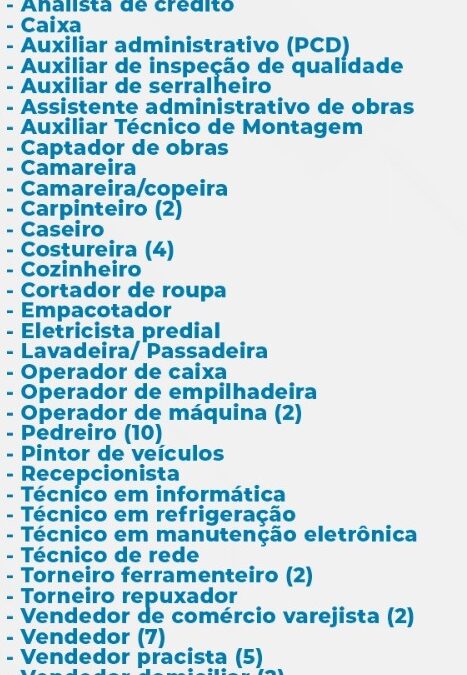 - Analista de crédito
- Caixa
- Auxiliar administrativo (PCD)
- Auxiliar de inspeção de qualidade
- Auxiliar de serralheiro
- Assistente administrativo de obras
- Auxiliar Técnico de Montagem
- Captador de obras
- Camareira
- Camareira/copeira
- Carpinteiro (2)
- Caseiro
- Costureira (4)
- Cozinheiro
- Cortador de roupa
- Empacotador
- Eletricista predial
- Lavadeira/ Passadeira
- Operador de caixa
- Operador de empilhadeira
- Operador de máquina (2)
- Pedreiro (10)
- Pintor de veículos
- Recepcionista
- Técnico em informática
- Técnico em refrigeração
- Técnico em manutenção eletrônica
- Técnico de rede
- Torneiro ferramenteiro (2)
- Torneiro repuxador
- Vendedor de comércio varejista (2)
- Vendedor (7)
- Vendedor pracista (5)
- Vendedor domiciliar